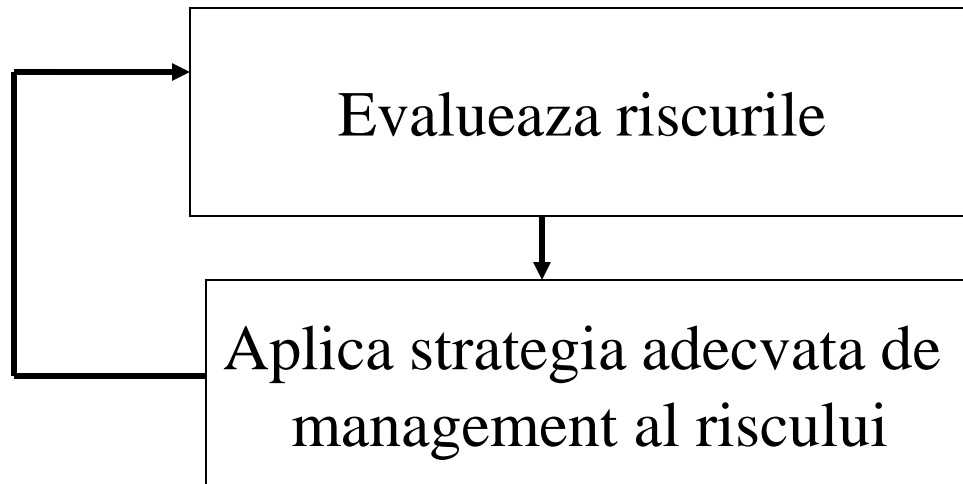 Evalueaza riscurile
Aplica strategia adecvata de
management al riscului